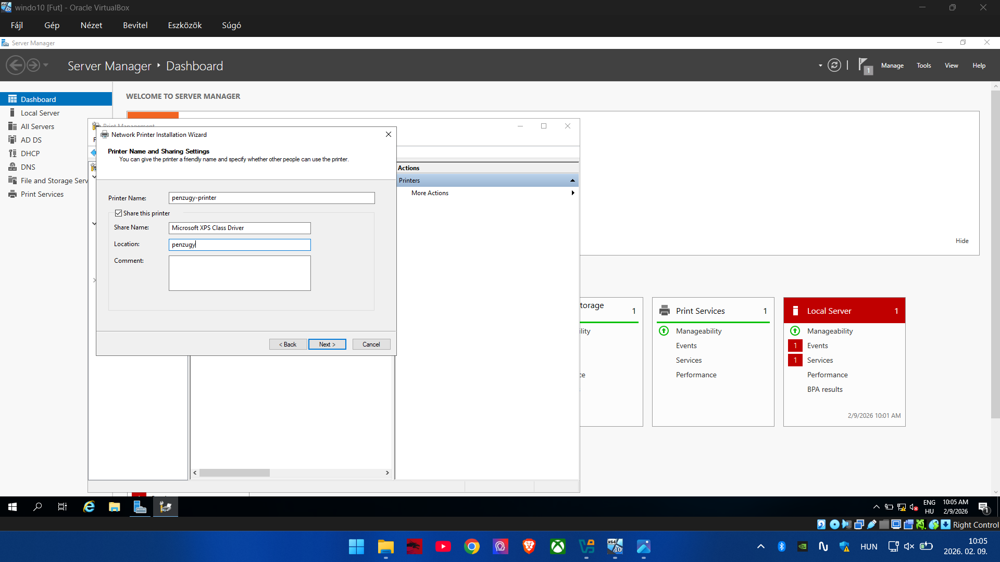 windo10 [Fut] - Oracle VirtualBox
Fájl Gép Nézet Bevitel Eszközök Súgó
Server Manager
Server Manager Dashboard
1 Manage Tools View Help
Dashboard
Local Server
All Servers
AD DS
DHCP
DNS
File and Storage Serv
Print Services
WELCOME TO SERVER MANAGER
Print Management
Network Printer Installation Wizard
Printer Name and Sharing Settings
You can give the printer a friendly name and specify whether other people can use the printer.
Printer Name: penzugy-printer
Share this printer
Share Name: Microsoft XPS Class Driver
Location: penzugy
Comment:
< Back Next > Cancel
Actions
Printers
More Actions
Hide
torage 1
ility
ce
Print Services 1
Manageability
Events
Services
Performance
Local Server 1
Manageability
1 Events
1 Services
Performance
BPA results
2/9/2026 10:01 AM
ENG
HU
10:05 AM
2/9/2026
1
Right Control
x64
10
HUN
10:05
2026. 02. 09.